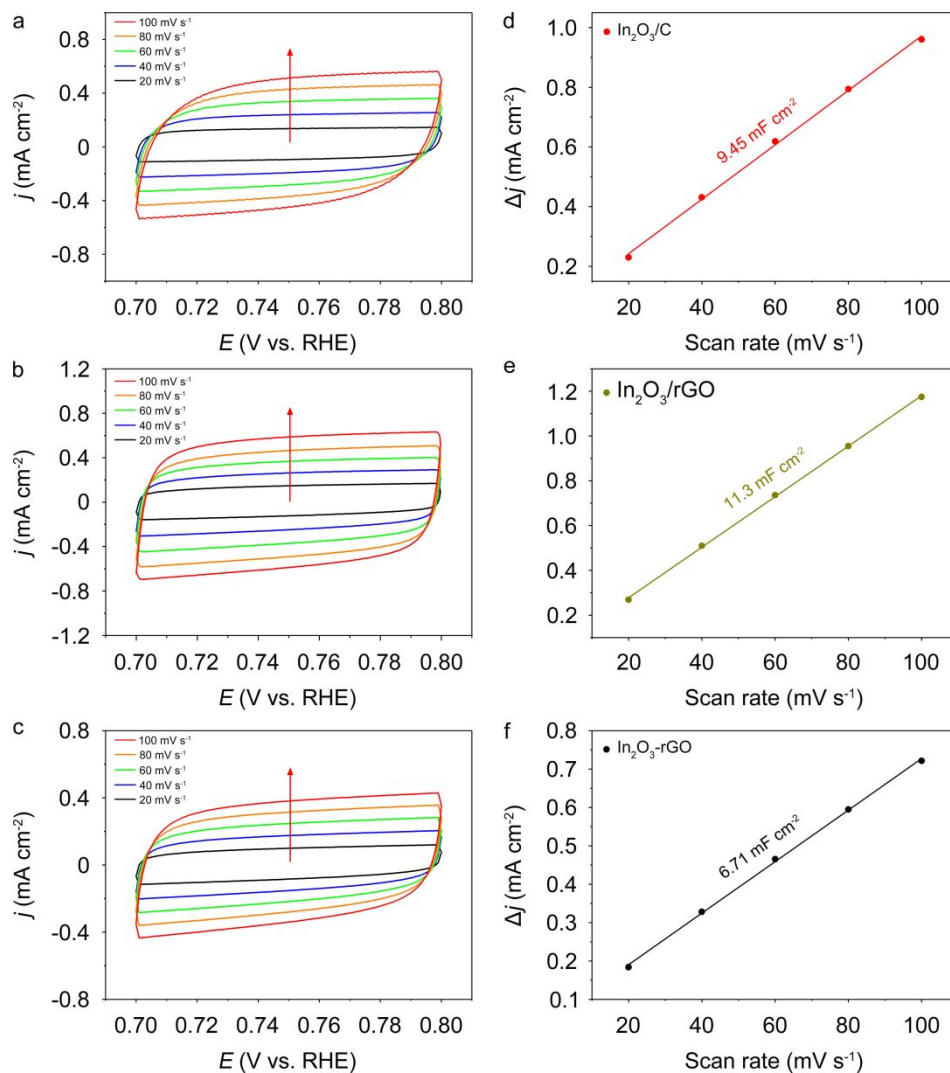 a
100 mV s⁻¹
80 mV s⁻¹
60 mV s⁻¹
40 mV s⁻¹
20 mV s⁻¹
0.8
0.4
0
-0.4
-0.8
j (mA cm⁻²)
0.70 0.72 0.74 0.76 0.78 0.80
E (V vs. RHE)
d
In₂O₃/C
9.45 mF cm⁻²
1.0
0.8
0.6
0.4
0.2
Δj (mA cm⁻²)
20 40 60 80 100
Scan rate (mV s⁻¹)
b
100 mV s⁻¹
80 mV s⁻¹
60 mV s⁻¹
40 mV s⁻¹
20 mV s⁻¹
1.2
0.8
0.4
0
-0.4
-0.8
-1.2
j (mA cm⁻²)
0.70 0.72 0.74 0.76 0.78 0.80
E (V vs. RHE)
e
In₂O₃/rGO
11.3 mF cm⁻²
1.2
1.0
0.8
0.6
0.4
0.2
Δj (mA cm⁻²)
20 40 60 80 100
Scan rate (mV s⁻¹)
c
100 mV s⁻¹
80 mV s⁻¹
60 mV s⁻¹
40 mV s⁻¹
20 mV s⁻¹
0.8
0.4
0
-0.4
-0.8
j (mA cm⁻²)
0.70 0.72 0.74 0.76 0.78 0.80
E (V vs. RHE)
f
In₂O₃-rGO
6.71 mF cm⁻²
0.8
0.7
0.6
0.5
0.4
0.3
0.2
0.1
Δj (mA cm⁻²)
20 40 60 80 100
Scan rate (mV s⁻¹)